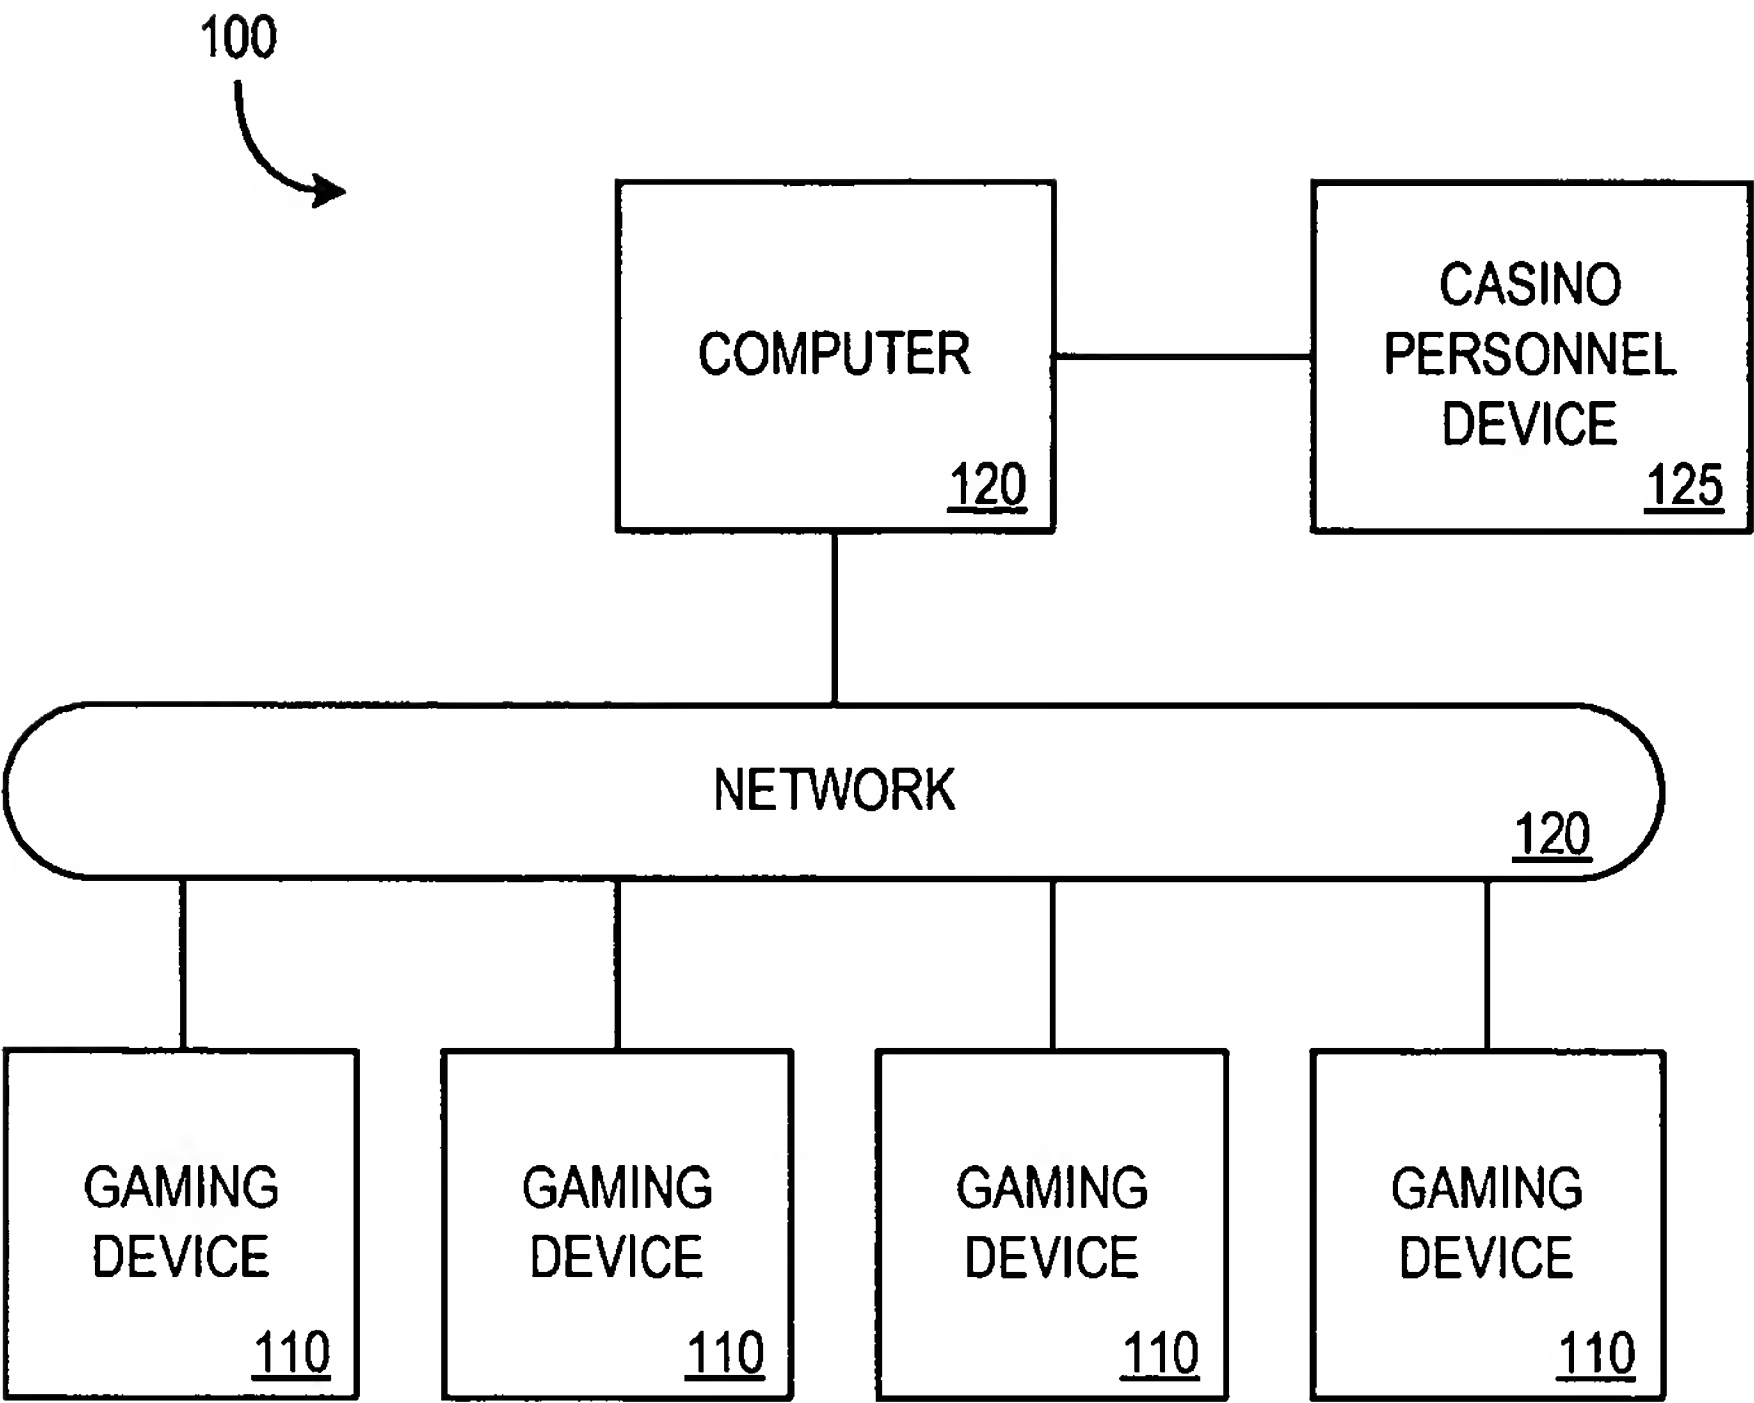 100
COMPUTER
120
CASINO
PERSONNEL
DEVICE
125
NETWORK
120
GAMING
DEVICE
110
GAMING
DEVICE
110
GAMING
DEVICE
110
GAMING
DEVICE
110